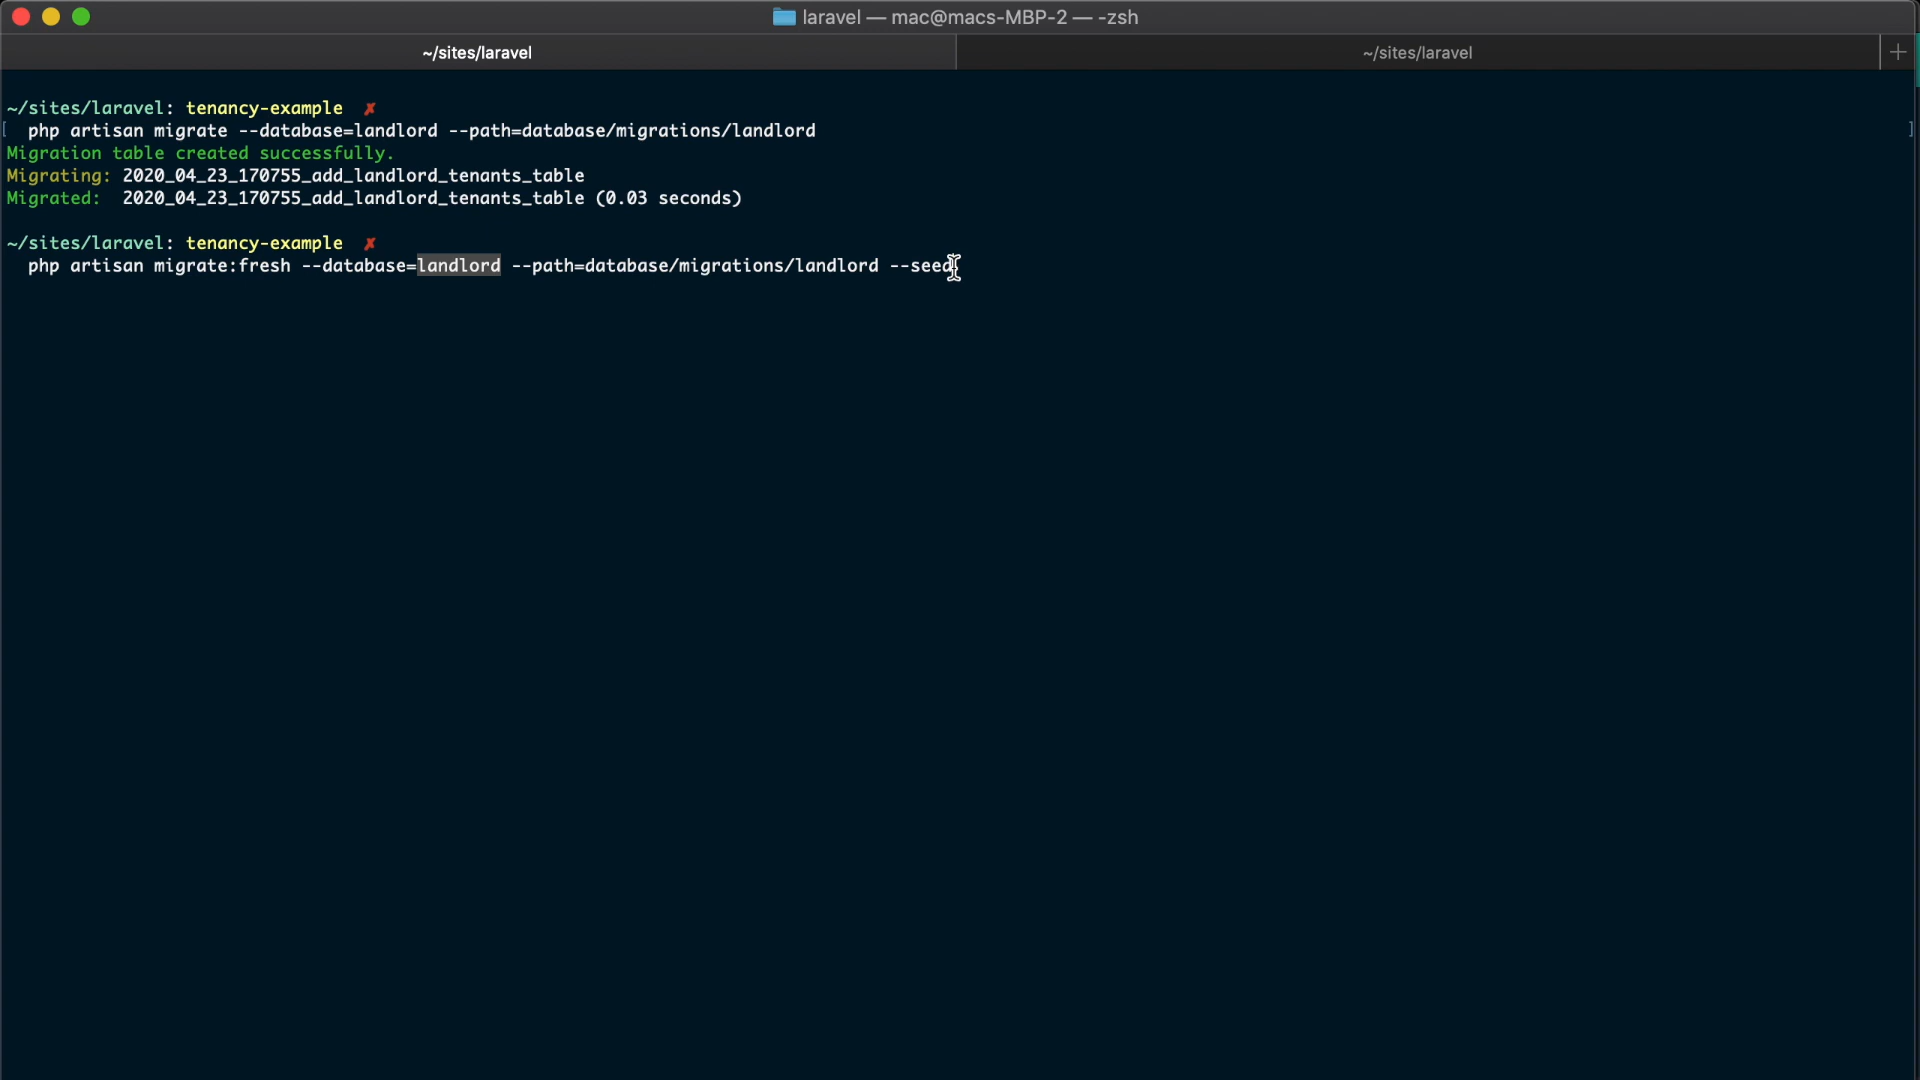 laravel — mac@macs-MBP-2 — -zsh
~/sites/laravel
~/sites/laravel
+
~/sites/laravel: tenancy-example ✗
[ php artisan migrate --database=landlord --path=database/migrations/landlord ]
Migration table created successfully.
Migrating: 2020_04_23_170755_add_landlord_tenants_table
Migrated:  2020_04_23_170755_add_landlord_tenants_table (0.03 seconds)
~/sites/laravel: tenancy-example ✗
php artisan migrate:fresh --database=landlord --path=database/migrations/landlord --seed